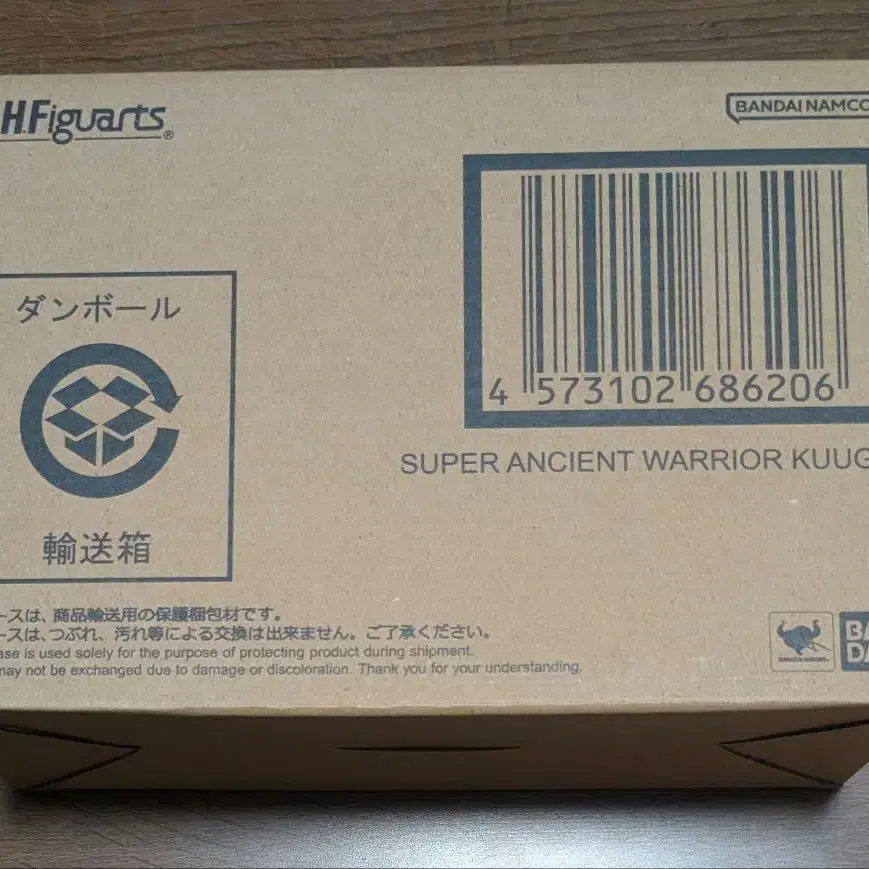 H.Figuarts®
BANDAI NAMCO
ダンボール
輸送箱
4 573102 686206
SUPER ANCIENT WARRIOR KUUG
ースは、商品輸送用の保護梱包材です。
ースは、つぶれ、汚れ等による交換は出来ません。ご了承ください。
ase is used solely for the purpose of protecting product during shipment.
may not be exchanged due to damage or discoloration. Thank you for your understanding.
BA
DA